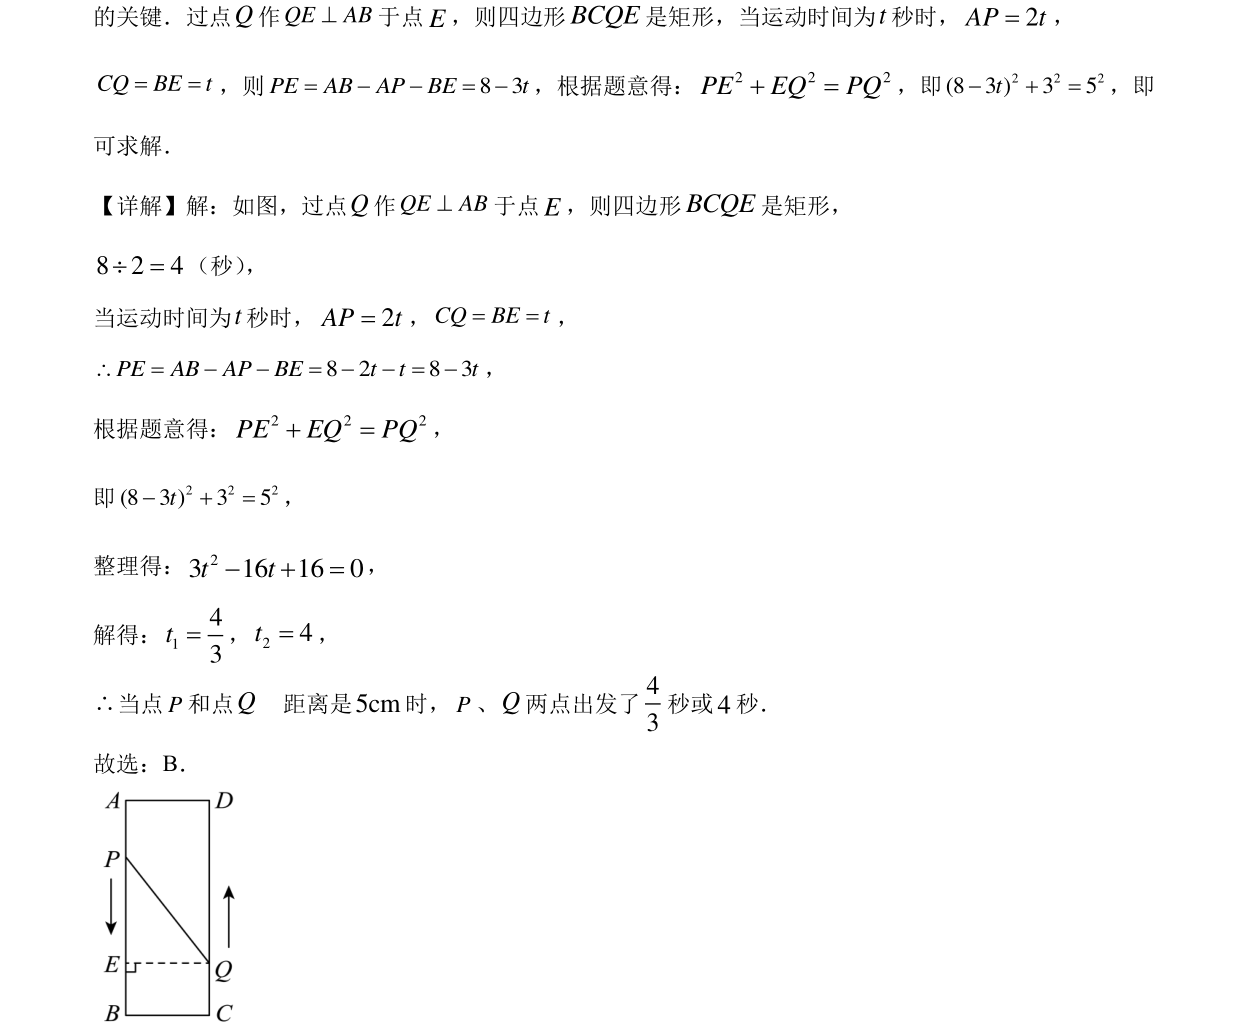 的关键．过点Q作QE⊥AB于点E，则四边形BCQE是矩形，当运动时间为t秒时，AP=2t，
CQ=BE=t，则PE=AB−AP−BE=8−3t，根据题意得：PE²+EQ²=PQ²，即(8−3t)²+3²=5²，即
可求解．
【详解】解：如图，过点Q作QE⊥AB于点E，则四边形BCQE是矩形，
8÷2=4（秒），
当运动时间为t秒时，AP=2t，CQ=BE=t，
∴PE=AB−AP−BE=8−2t−t=8−3t，
根据题意得：PE²+EQ²=PQ²，
即(8−3t)²+3²=5²，
整理得：3t²−16t+16=0，
解得：t₁=4/3，t₂=4，
∴当点P和点Q 距离是5cm时，P、Q两点出发了4/3秒或4秒．
故选：B．
A D
P
E Q
B C